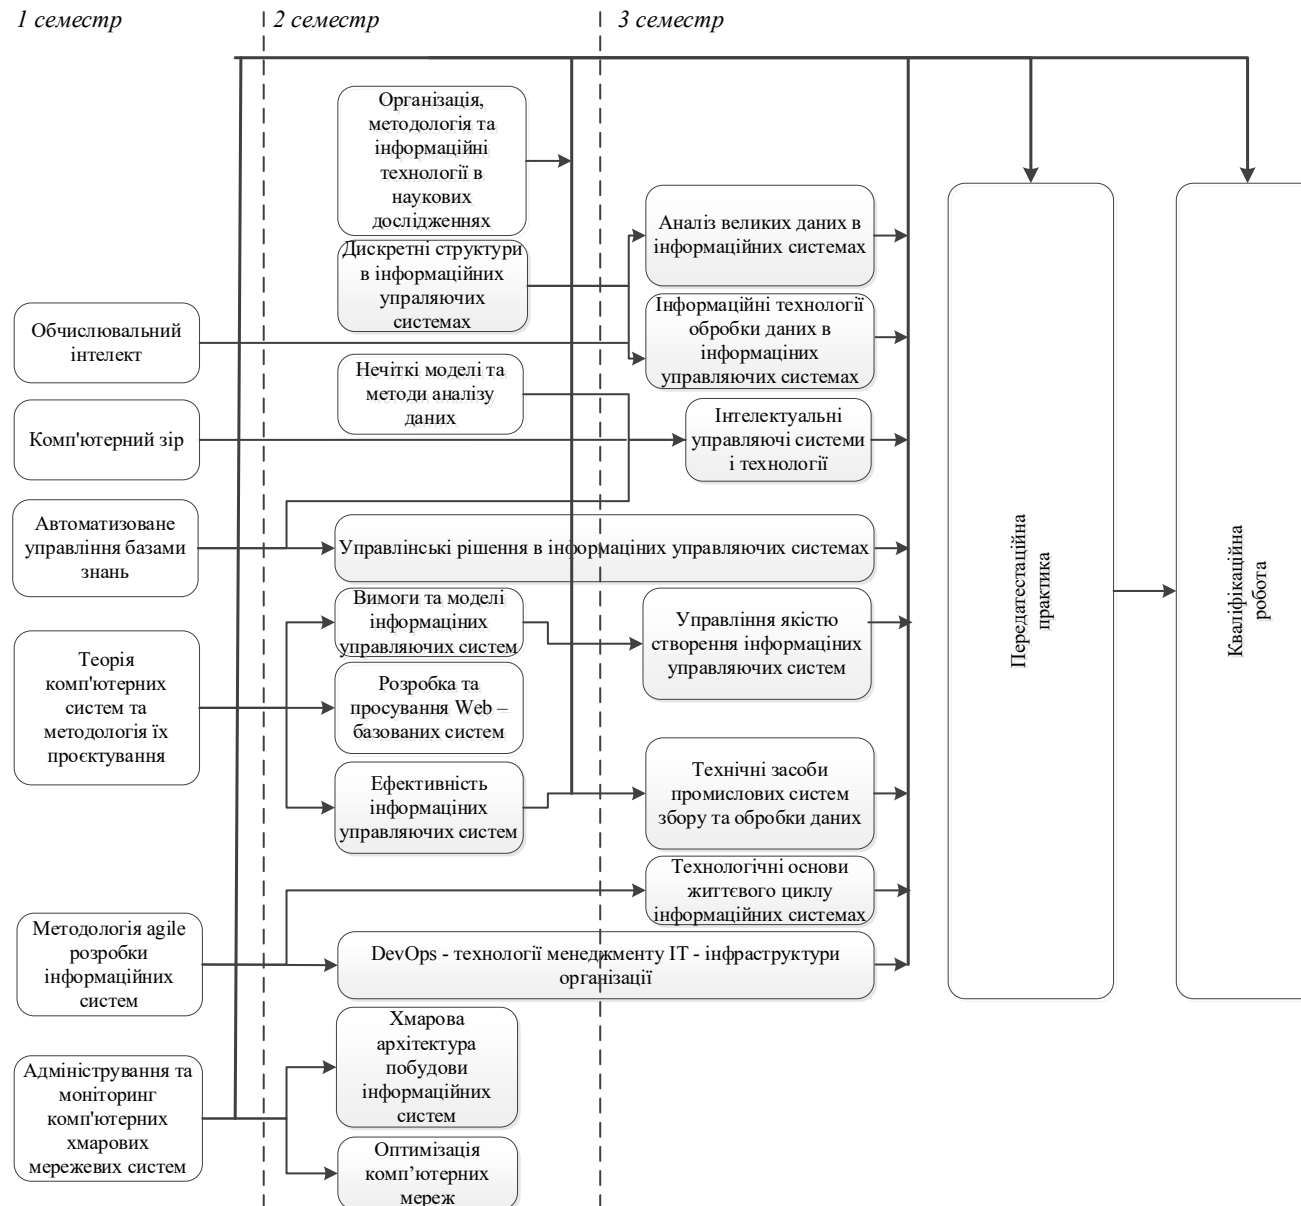 1 семестр
2 семестр
3 семестр
Обчислювальний
інтелект
Комп'ютерний зір
Автоматизоване
управління базами
знань
Теорія
комп'ютерних
систем та
методологія їх
проєктування
Методологія agile
розробки
інформаційних
систем
Адміністрування та
моніторинг
комп'ютерних
хмарових
мережевих систем
Організація,
методологія та
інформаційні
технології в
наукових
дослідженнях
Дискретні структури
в інформаційних
упраляючих
системах
Нечіткі моделі та
методи аналізу
даних
Управлінські рішення в інформаціних управляючих системах
Вимоги та моделі
інформаціних
управляючих систем
Розробка та
просування Web –
базованих систем
Ефективність
інформаціних
управляючих систем
DevOps - технології менеджменту ІТ - інфраструктури
організації
Хмарова
архітектура
побудови
інформаційних
систем
Оптимізація
комп’ютерних
мереж
Аналіз великих даних в
інформаційних системах
Інформаційні технології
обробки даних в
інформаціних
управляючих системах
Інтелектуальні
управляючі системи
і технології
Управління якістю
створення інформаціних
управляючих систем
Технічні засоби
промислових систем
збору та обробки даних
Технологічні основи
життєвого циклу
інформаційних системах
Передатестаційна
практика
Кваліфікаційна
робота